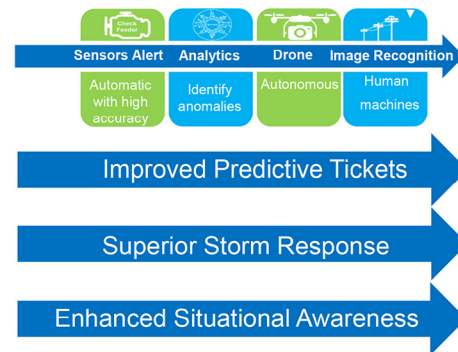 Check
Feeder
Sensors Alert Analytics Drone Image Recognition
Automatic
with high
accuracy
Identify
anomalies
Autonomous
Human
machines
Improved Predictive Tickets
Superior Storm Response
Enhanced Situational Awareness